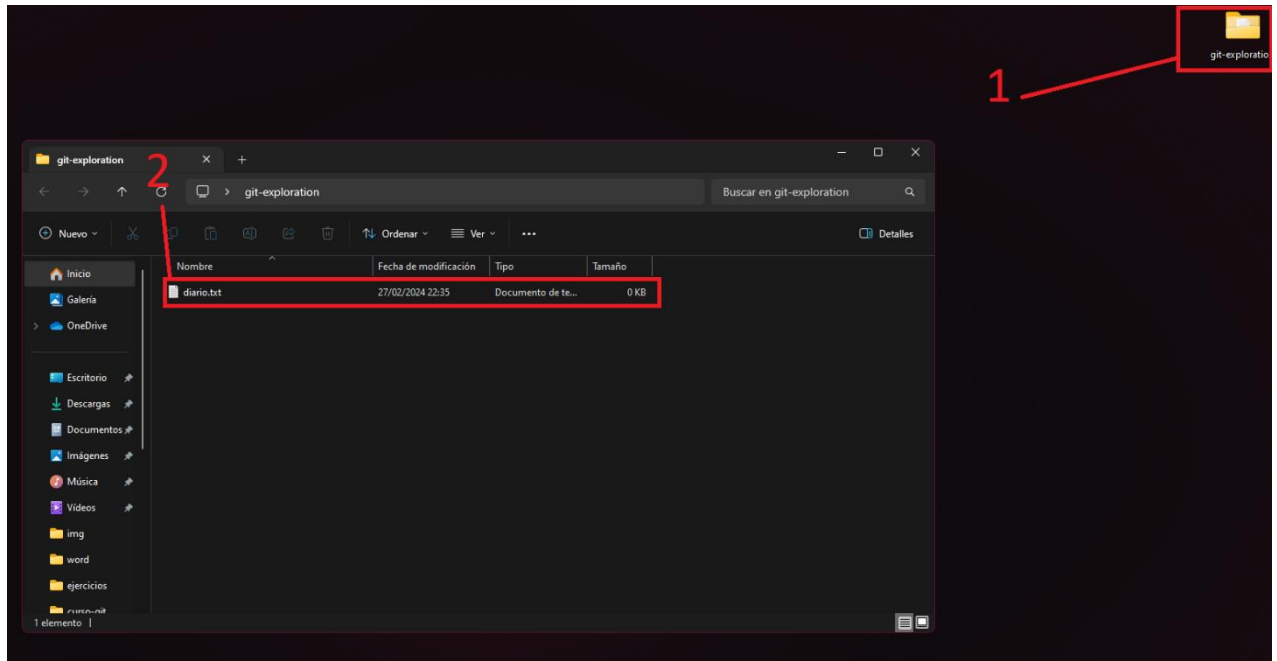 git-exploratio
1
git-exploration
2
git-exploration
Buscar en git-exploration
Nuevo
Ordenar
Ver
Detalles
Nombre
Fecha de modificación
Tipo
Tamaño
diario.txt
27/02/2024 22:35
Documento de te...
0 KB
Inicio
Galería
OneDrive
Escritorio
Descargas
Documentos
Imágenes
Música
Vídeos
img
word
ejercicios
curso-git
1 elemento